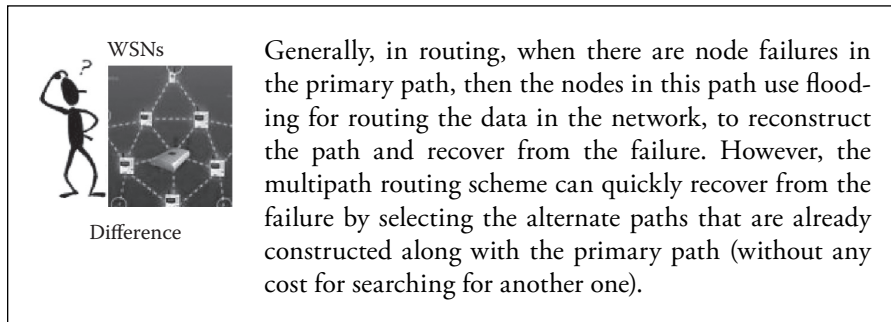 WSNs
?
Difference
Generally, in routing, when there are node failures in
the primary path, then the nodes in this path use flood-
ing for routing the data in the network, to reconstruct
the path and recover from the failure. However, the
multipath routing scheme can quickly recover from the
failure by selecting the alternate paths that are already
constructed along with the primary path (without any
cost for searching for another one).